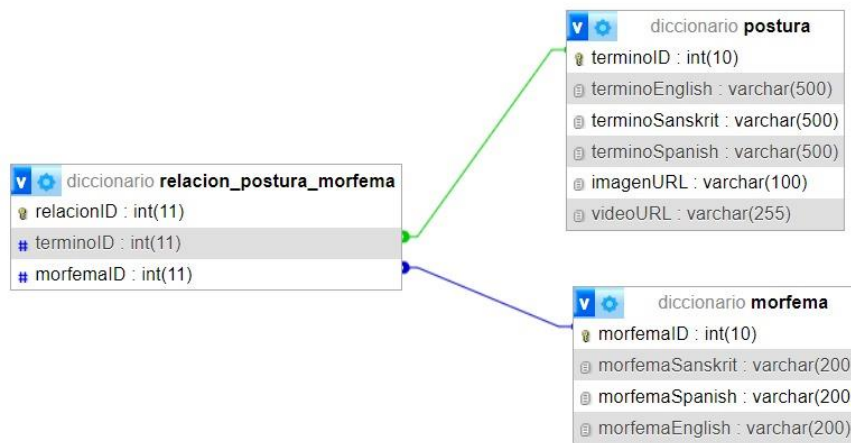 diccionario postura
terminoID : int(10)
terminoEnglish : varchar(500)
terminoSanskrit : varchar(500)
terminoSpanish : varchar(500)
imagenURL : varchar(100)
videoURL : varchar(255)
v diccionario relacion_postura_morfema
relacionID : int(11)
# terminoID : int(11)
# morfemaID : int(11)
v diccionario morfema
morfemaID : int(10)
morfemaSanskrit : varchar(200
morfemaSpanish : varchar(200
morfemaEnglish : varchar(200)